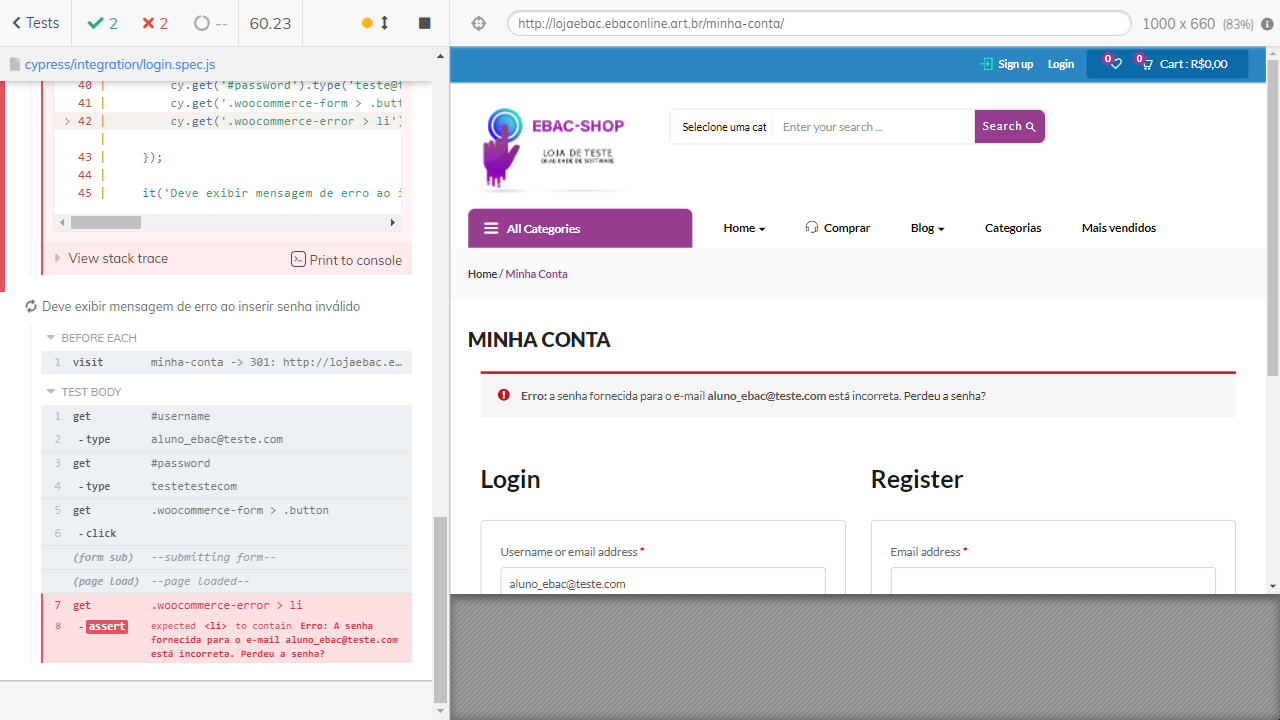 Tests
2
2
--
60.23
http://lojaebac.ebaconline.art.br/minha-conta/
1000 x 660 (83%)
cypress/integration/login.spec.js
40 | cy.get('#password').type('teste@t
41 | cy.get('.woocommerce-form > .butt
> 42 | cy.get('.woocommerce-error > li')
|
43 | });
44 |
45 | it('Deve exibir mensagem de erro ao i
View stack trace
Print to console
Deve exibir mensagem de erro ao inserir senha inválido
BEFORE EACH
1 visit minha-conta -> 301: http://lojaebac.e…
TEST BODY
1 get #username
2 -type aluno_ebac@teste.com
3 get #password
4 -type testetestecom
5 get .woocommerce-form > .button
6 -click
(form sub) --submitting form--
(page load) --page loaded--
7 get .woocommerce-error > li
8 -assert expected <li> to contain Erro: A senha
fornecida para o e-mail aluno_ebac@teste.com
está incorreta. Perdeu a senha?
Sign up
Login
0
0
Cart : R$0,00
EBAC-SHOP
LOJA DE TESTE
QUALIDADE DE SOFTWARE
Selecione uma cat
Enter your search ...
Search
All Categories
Home
Comprar
Blog
Categorias
Mais vendidos
Home / Minha Conta
MINHA CONTA
Erro: a senha fornecida para o e-mail aluno_ebac@teste.com está incorreta. Perdeu a senha?
Login
Register
Username or email address *
Email address *
aluno_ebac@teste.com